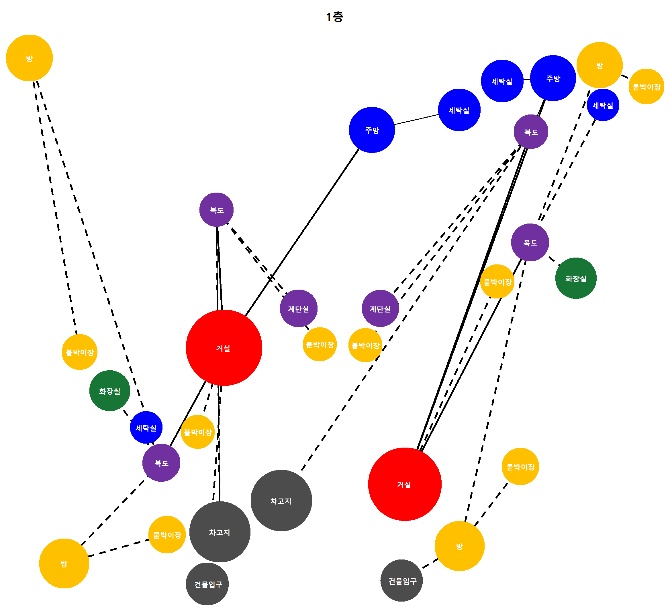 1층
방
방
붙박이장
주방
세탁실
세탁실
주방
세탁실
복도
복도
복도
화장실
붙박이장
계단실
계단실
붙박이장
붙박이장
거실
붙박이장
화장실
세탁실
붙박이장
복도
붙박이장
거실
차고지
차고지
붙박이장
방
방
건물입구
건물입구